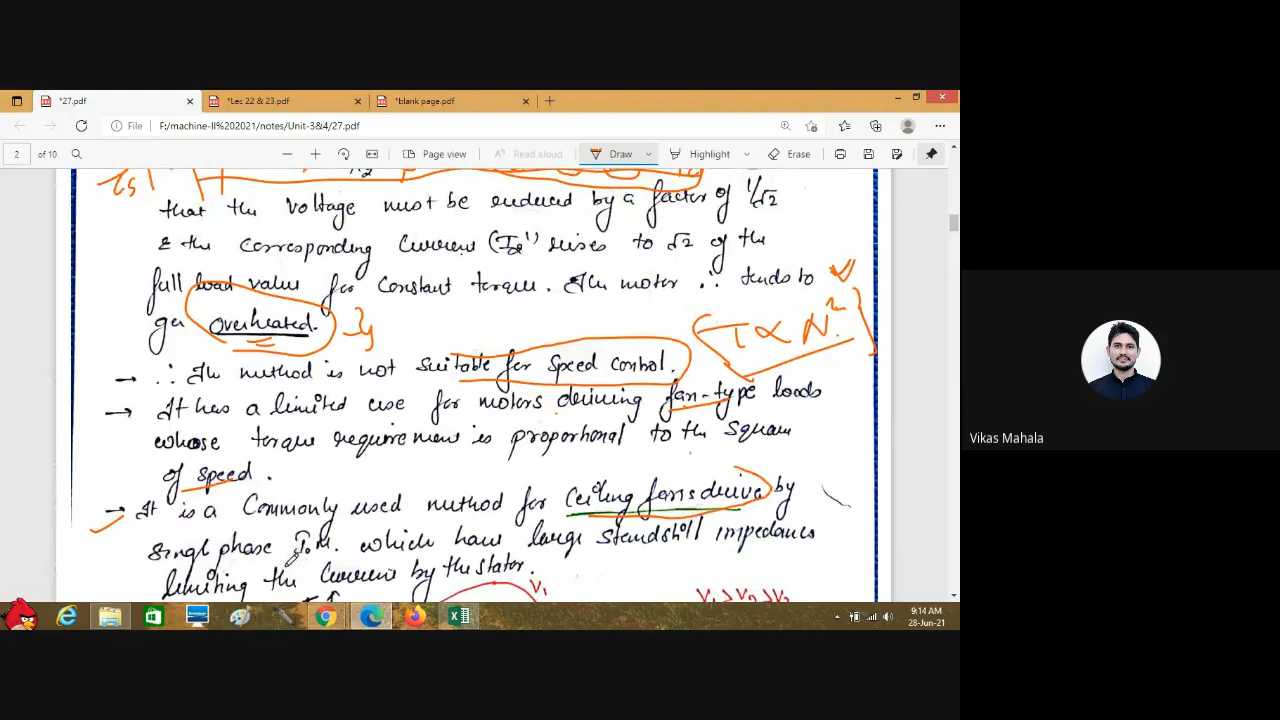 *27.pdf
*Lec 22 & 23.pdf
*blank page.pdf
File
F:/machine-II%202021/notes/Unit-3&4/27.pdf
2 of 10
Page view
Read aloud
Draw
Highlight
Erase
that the voltage must be reduced by a factor of 1/√2
& the corresponding current (I2') rises to √2 of the
full load value for constant torque. The motor ∴ tends to
get overheated.
T ∝ N²
→ ∴ The method is not suitable for speed control.
→ It has a limited use for motors driving fan-type loads
whose torque requirement is proportional to the square
of speed.
→ It is a commonly used method for ceiling fans drive by
single phase I.M. which have large standstill impedance
limiting the current by the stator.
V1
V1 > V2 > V3
9:14 AM
28-Jun-21
Vikas Mahala